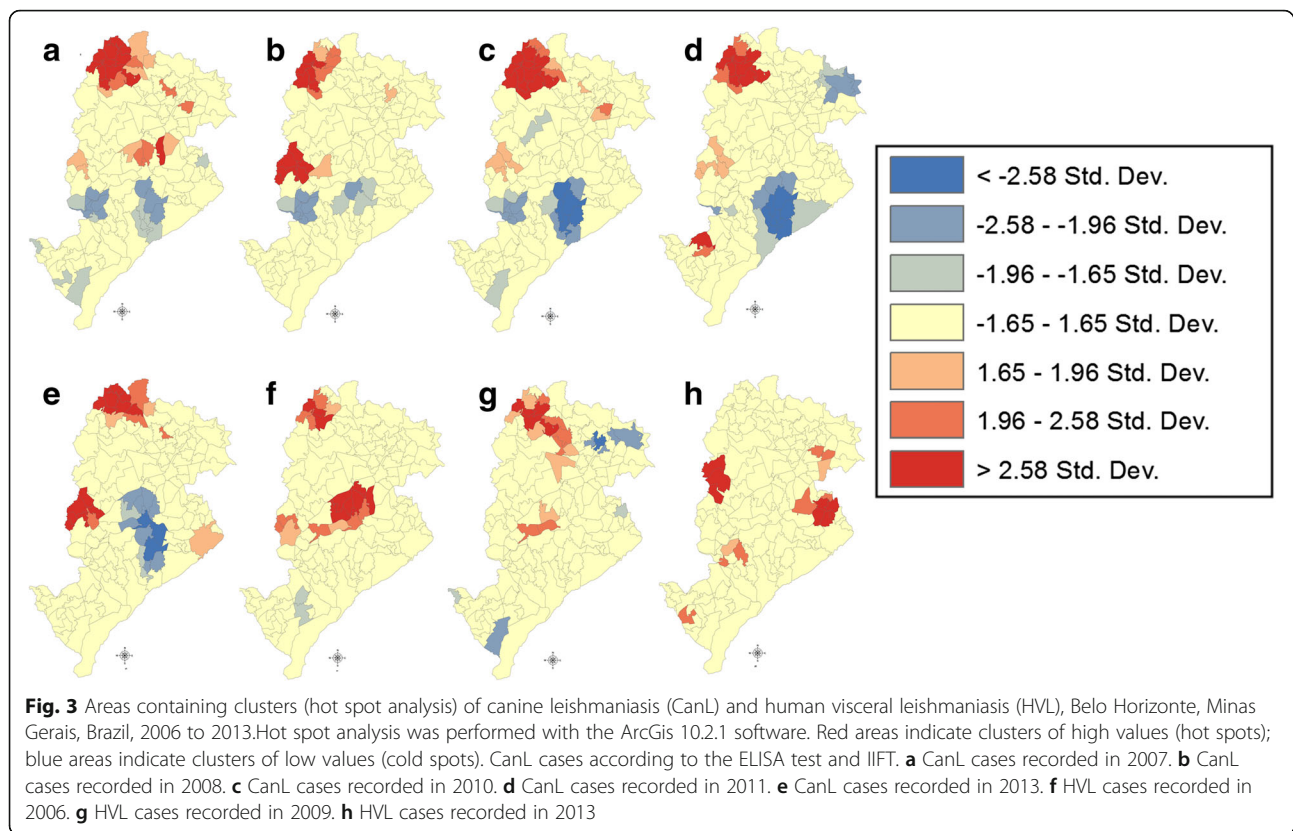 a
b
c
d
e
f
g
h
< -2.58 Std. Dev.
-2.58 - -1.96 Std. Dev.
-1.96 - -1.65 Std. Dev.
-1.65 - 1.65 Std. Dev.
1.65 - 1.96 Std. Dev.
1.96 - 2.58 Std. Dev.
> 2.58 Std. Dev.
Fig. 3 Areas containing clusters (hot spot analysis) of canine leishmaniasis (CanL) and human visceral leishmaniasis (HVL), Belo Horizonte, Minas
Gerais, Brazil, 2006 to 2013.Hot spot analysis was performed with the ArcGis 10.2.1 software. Red areas indicate clusters of high values (hot spots);
blue areas indicate clusters of low values (cold spots). CanL cases according to the ELISA test and IIFT. a CanL cases recorded in 2007. b CanL
cases recorded in 2008. c CanL cases recorded in 2010. d CanL cases recorded in 2011. e CanL cases recorded in 2013. f HVL cases recorded in
2006. g HVL cases recorded in 2009. h HVL cases recorded in 2013